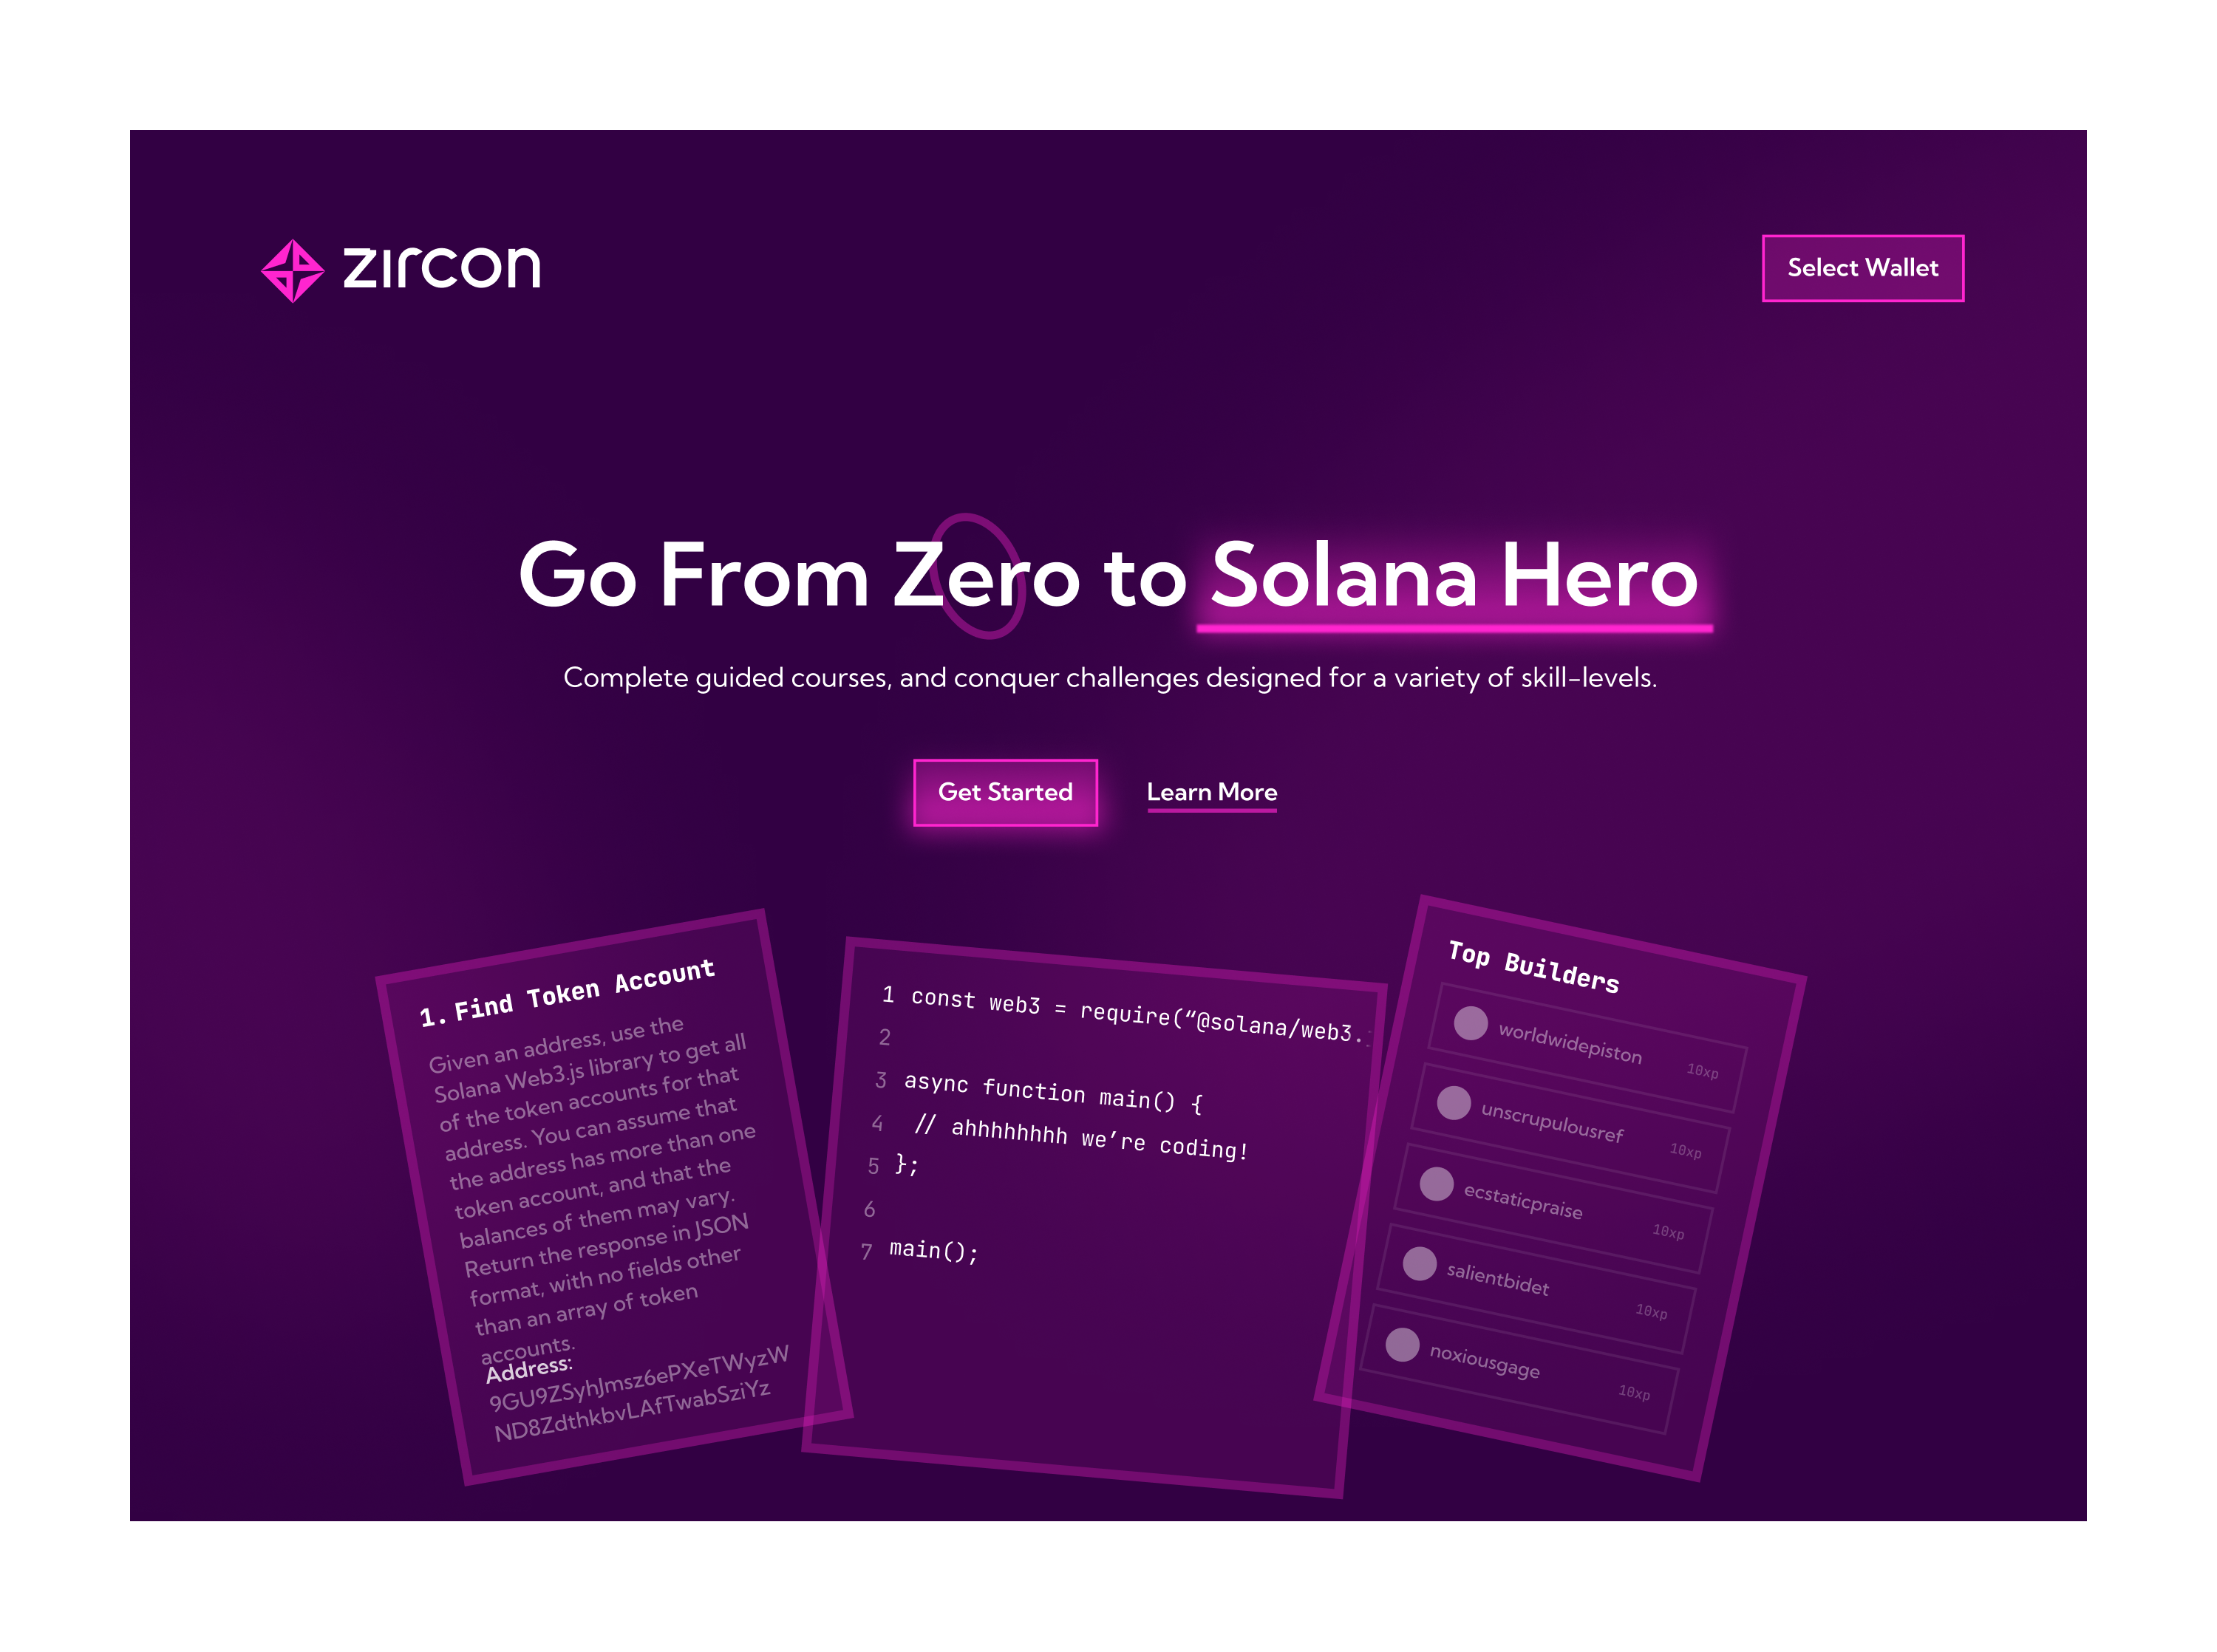 zircon
Select Wallet
Go From Zero to Solana Hero
Complete guided courses, and conquer challenges designed for a variety of skill-levels.
Get Started
Learn More
1. Find Token Account
Given an address, use the
Solana Web3.js library to get all
of the token accounts for that
address. You can assume that
the address has more than one
token account, and that the
balances of them may vary.
Return the response in JSON
format, with no fields other
than an array of token
accounts.
Address:
9GU9ZSyhJmsz6ePXeTWyzW
ND8ZdthkbvLAfTwabSziYz
1 const web3 = require(“@solana/web3.
2
3 async function main() {
4 // ahhhhhhhh we’re coding!
5 };
6
7 main();
Top Builders
worldwidepiston 10xp
unscrupulousref 10xp
ecstaticpraise 10xp
salientbidet 10xp
noxiousgage 10xp